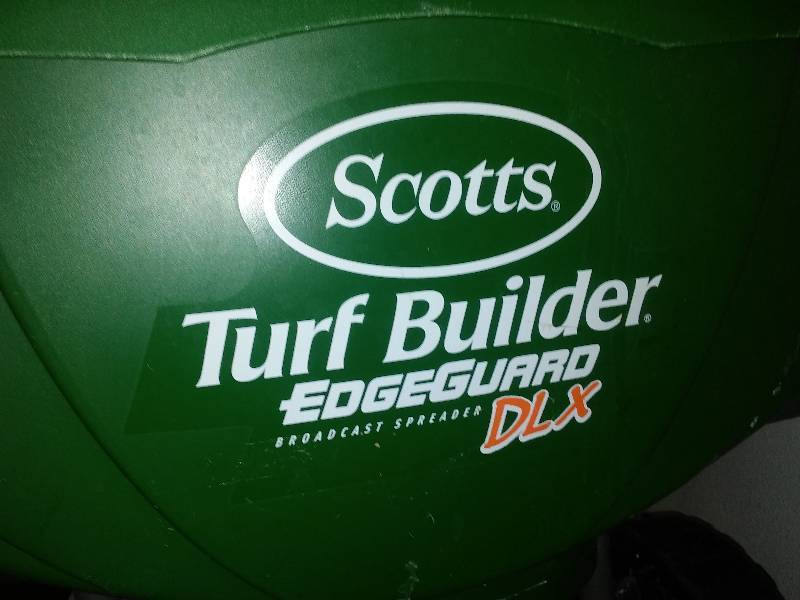 Scotts®
Turf Builder®
EDGEGUARD
BROADCAST SPREADER DLX